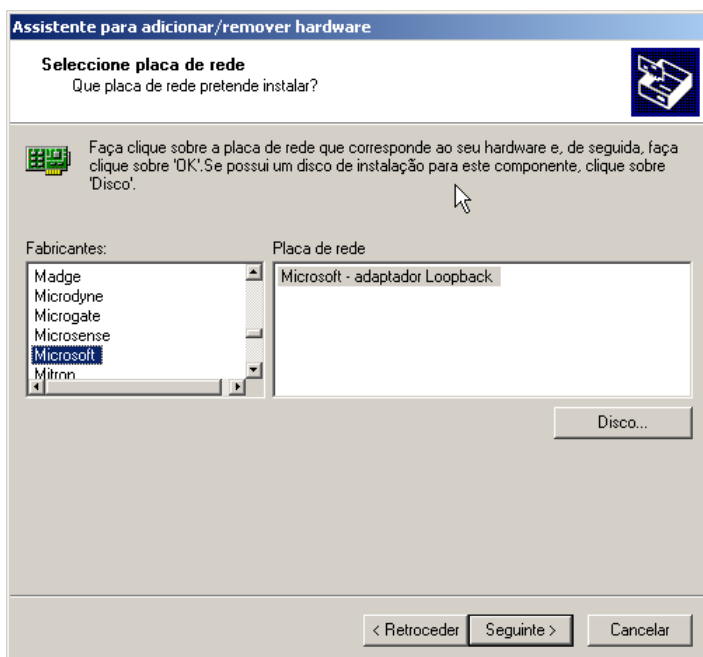 Assistente para adicionar/remover hardware
Seleccione placa de rede
Que placa de rede pretende instalar?
Faça clique sobre a placa de rede que corresponde ao seu hardware e, de seguida, faça
clique sobre 'OK'.Se possui um disco de instalação para este componente, clique sobre
'Disco'.
Fabricantes:
Madge
Microdyne
Microgate
Microsense
Microsoft
Mitron
Placa de rede
Microsoft - adaptador Loopback
Disco...
< Retroceder
Seguinte >
Cancelar